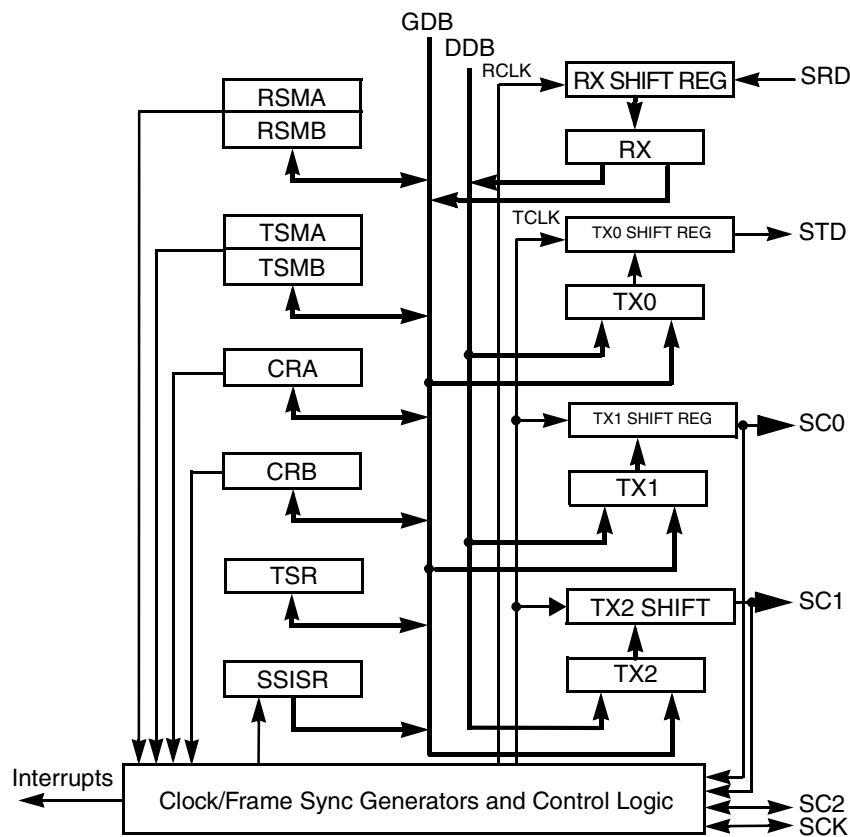 GDB
DDB
RCLK
RX SHIFT REG
SRD
RSMA
RSMB
RX
TCLK
TX0 SHIFT REG
STD
TSMA
TSMB
TX0
CRA
TX1 SHIFT REG
SC0
CRB
TX1
TSR
TX2 SHIFT
SC1
SSISR
TX2
Interrupts
Clock/Frame Sync Generators and Control Logic
SC2
SCK